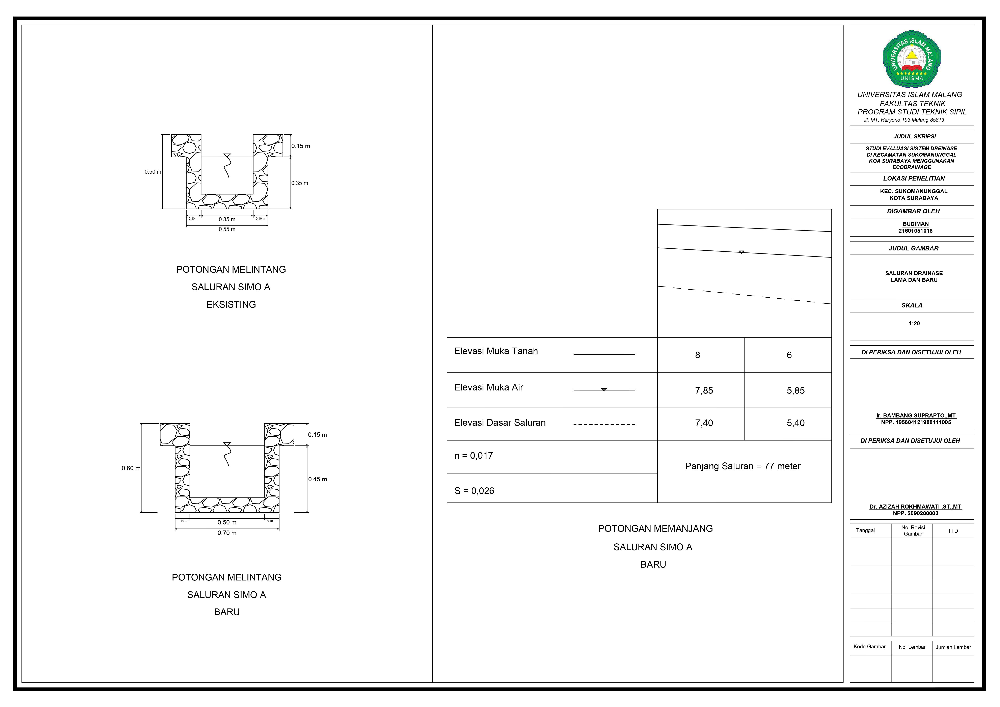 0.15 m
0.50 m
0.35 m
0.10 m
0.35 m
0.10 m
0.55 m
POTONGAN MELINTANG
SALURAN SIMO A
EKSISTING
0.15 m
0.60 m
0.45 m
0.10 m
0.50 m
0.10 m
0.70 m
POTONGAN MELINTANG
SALURAN SIMO A
BARU
Elevasi Muka Tanah 8 6
Elevasi Muka Air 7,85 5,85
Elevasi Dasar Saluran 7,40 5,40
n = 0,017
Panjang Saluran = 77 meter
S = 0,026
POTONGAN MEMANJANG
SALURAN SIMO A
BARU
UNIVERSITAS ISLAM MALANG
UNISMA
UNIVERSITAS ISLAM MALANG
FAKULTAS TEKNIK
PROGRAM STUDI TEKNIK SIPIL
Jl. MT. Haryono 193 Malang 85813
JUDUL SKRIPSI
STUDI EVALUASI SISTEM DREINASE
DI KECAMATAN SUKOMANUNGGAL
KOA SURABAYA MENGGUNAKAN
ECODRAINAGE
LOKASI PENELITIAN
KEC. SUKOMANUNGGAL
KOTA SURABAYA
DIGAMBAR OLEH
BUDIMAN
21601051016
JUDUL GAMBAR
SALURAN DRAINASE
LAMA DAN BARU
SKALA
1:20
DI PERIKSA DAN DISETUJUI OLEH
Ir. BAMBANG SUPRAPTO.,MT
NPP. 195604121988111005
DI PERIKSA DAN DISETUJUI OLEH
Dr. AZIZAH ROKHMAWATI .ST.,MT
NPP. 2090200003
Tanggal
No. Revisi
Gambar
TTD
Kode Gambar No. Lembar Jumlah Lembar